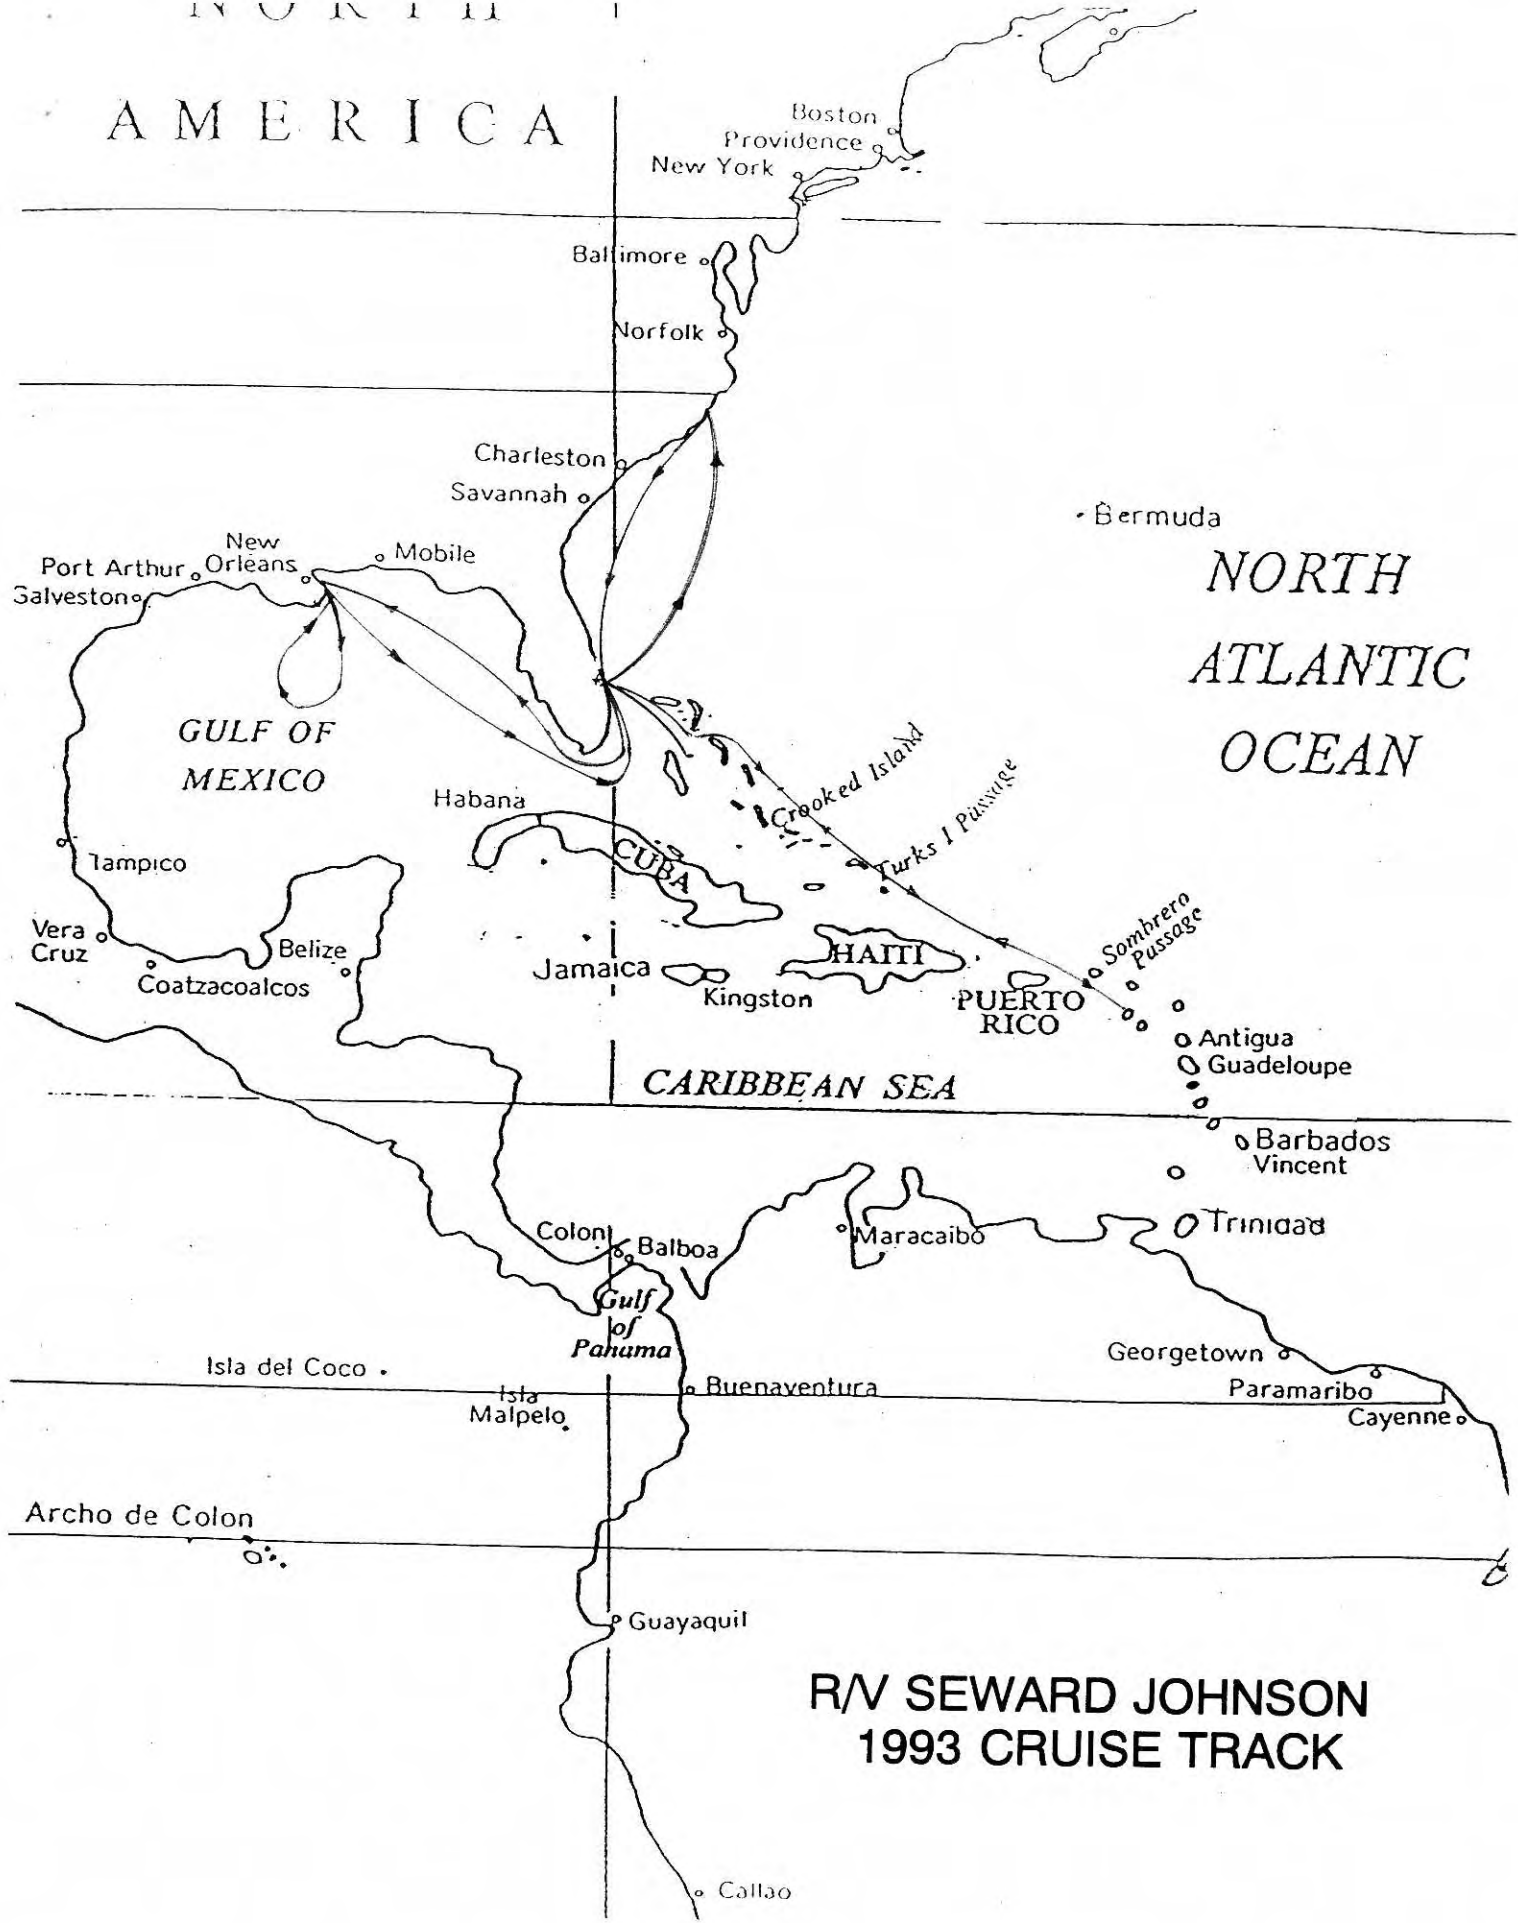 NORTH
AMERICA
Boston
Providence
New York
Baltimore
Norfolk
Charleston
Savannah
Bermuda
New
Orleans
Mobile
Port Arthur
Galveston
NORTH
ATLANTIC
OCEAN
GULF OF
MEXICO
Crooked Island
Turks I Passage
Habana
CUBA
Tampico
Sombrero
Passage
Vera
Cruz
Belize
Coatzacoalcos
Jamaica
Kingston
HAITI
PUERTO
RICO
Antigua
Guadeloupe
CARIBBEAN SEA
Barbados
Vincent
Trinidad
Colon
Balboa
Maracaibo
Gulf
of
Panama
Georgetown
Isla del Coco
Isla
Malpelo
Buenaventura
Paramaribo
Cayenne
Archo de Colon
Guayaquil
R/V SEWARD JOHNSON
1993 CRUISE TRACK
Callao